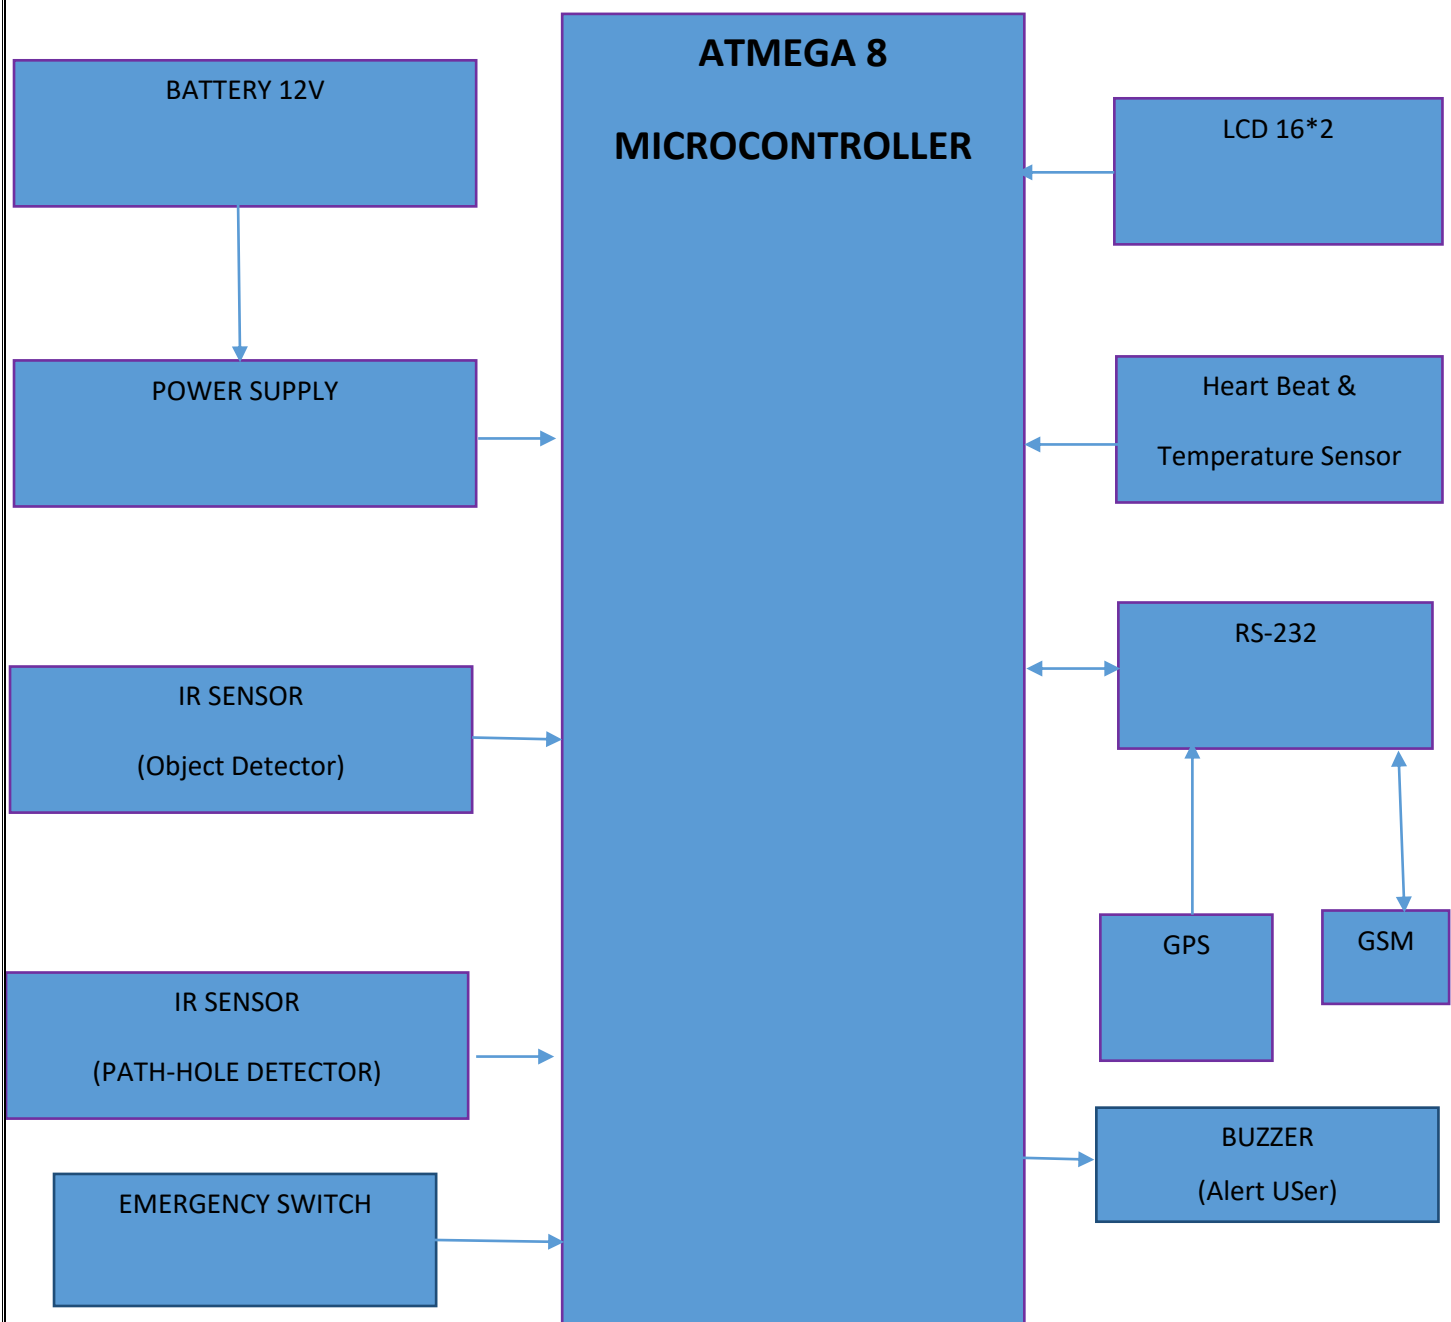 ATMEGA 8
MICROCONTROLLER
BATTERY 12V
POWER SUPPLY
IR SENSOR
(Object Detector)
IR SENSOR
(PATH-HOLE DETECTOR)
EMERGENCY SWITCH
LCD 16*2
Heart Beat &
Temperature Sensor
RS-232
GPS
GSM
BUZZER
(Alert USer)